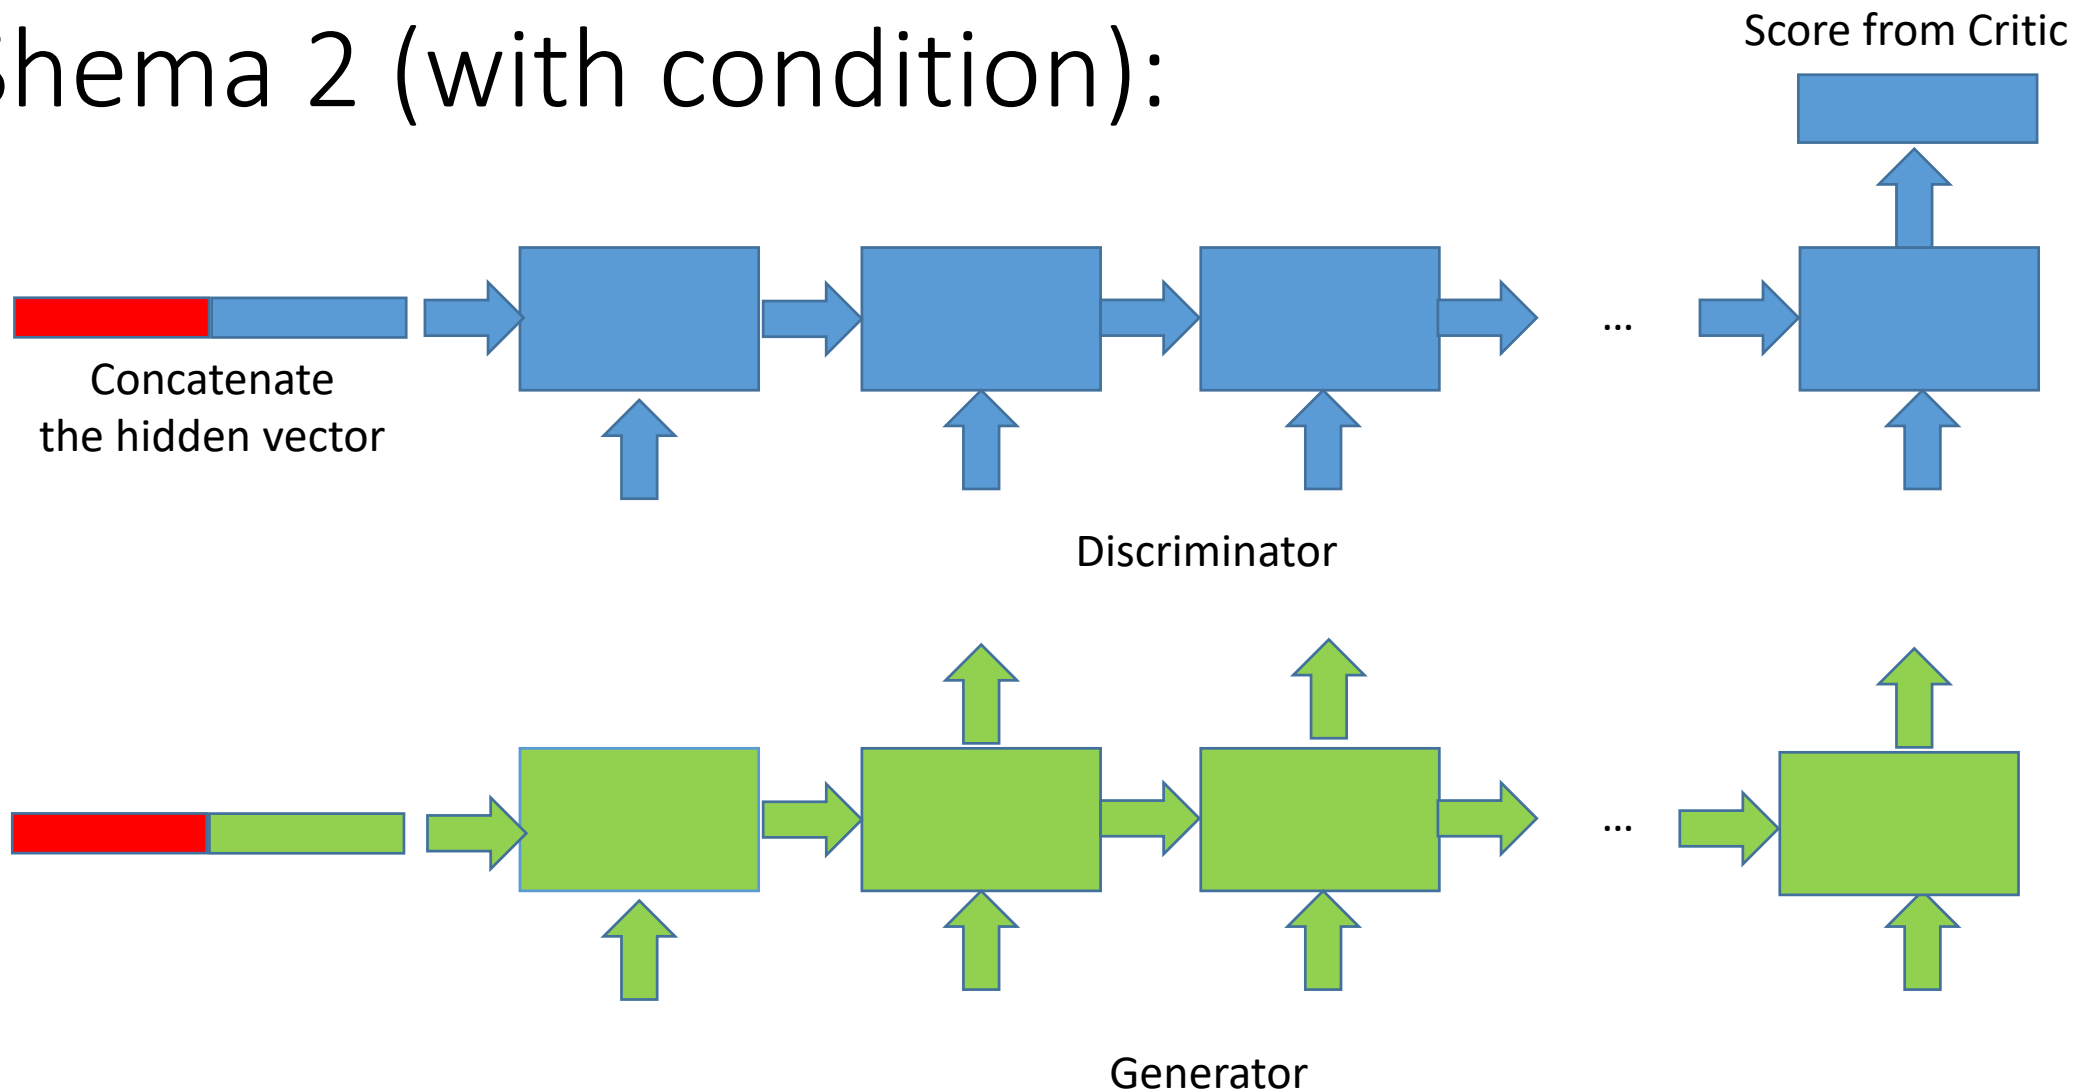 hema 2 (with condition):
Score from Critic
...
Concatenate
the hidden vector
Discriminator
...
Generator